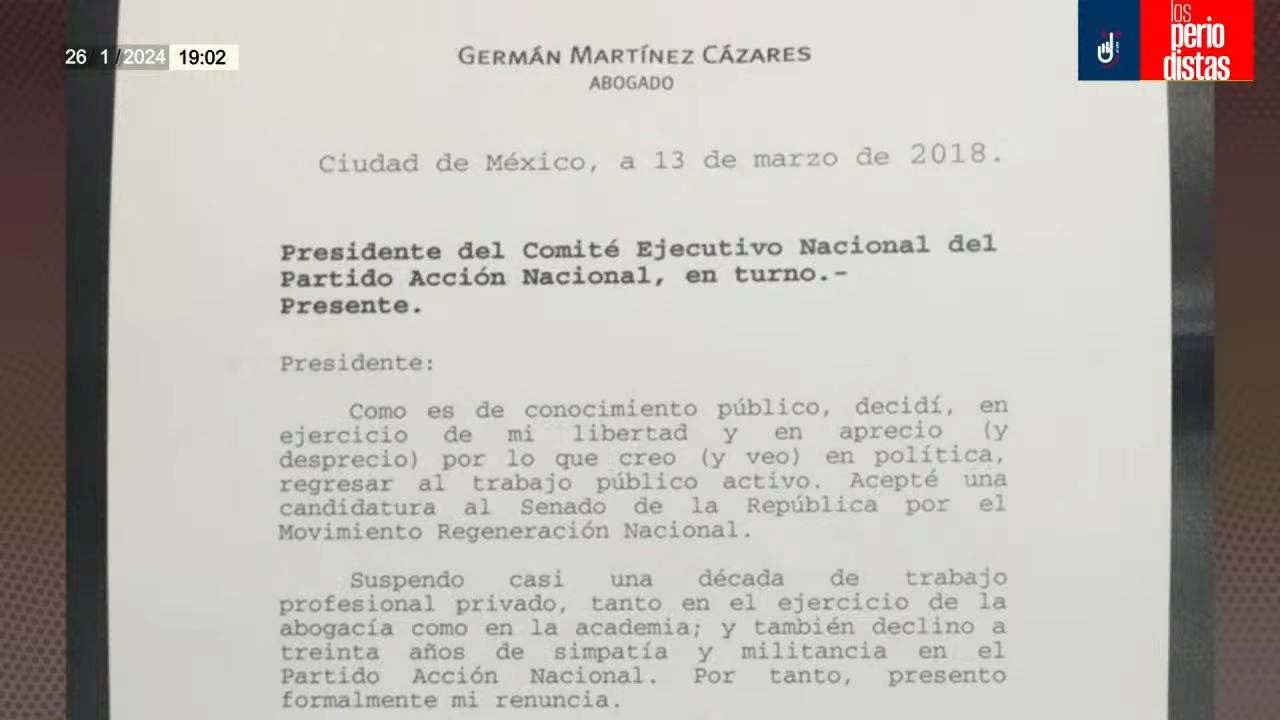 26/1/2024 19:02
los
perio
distas
GERMÁN MARTÍNEZ CÁZARES
ABOGADO
Ciudad de México, a 13 de marzo de 2018.
Presidente del Comité Ejecutivo Nacional del
Partido Acción Nacional, en turno.-
Presente.
Presidente:
Como es de conocimiento público, decidí, en
ejercicio de mi libertad y en aprecio (y
desprecio) por lo que creo (y veo) en política,
regresar al trabajo público activo. Acepté una
candidatura al Senado de la República por el
Movimiento Regeneración Nacional.
Suspendo casi una década de trabajo
profesional privado, tanto en el ejercicio de la
abogacía como en la academia; y también declino a
treinta años de simpatía y militancia en el
Partido Acción Nacional. Por tanto, presento
formalmente mi renuncia.